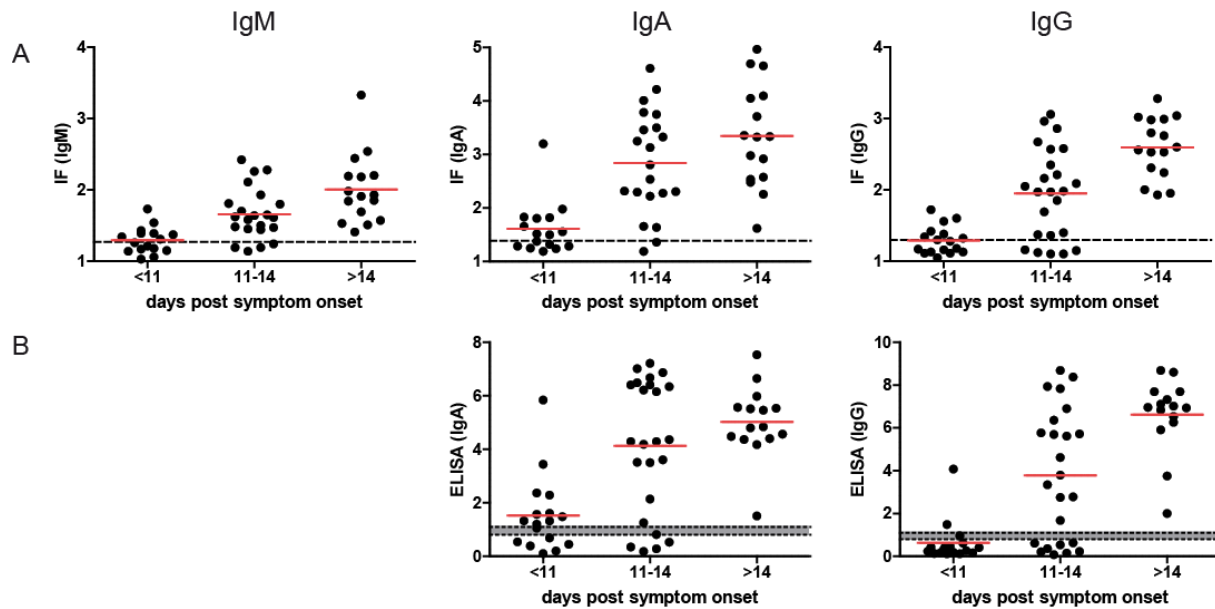 IgM
IgA
IgG
A
IF (IgM)
4
3
2
1
<11
11-14
>14
days post symptom onset
IF (IgA)
5
4
3
2
1
<11
11-14
>14
days post symptom onset
IF (IgG)
4
3
2
1
<11
11-14
>14
days post symptom onset
B
ELISA (IgA)
8
6
4
2
0
<11
11-14
>14
days post symptom onset
ELISA (IgG)
10
8
6
4
2
0
<11
11-14
>14
days post symptom onset